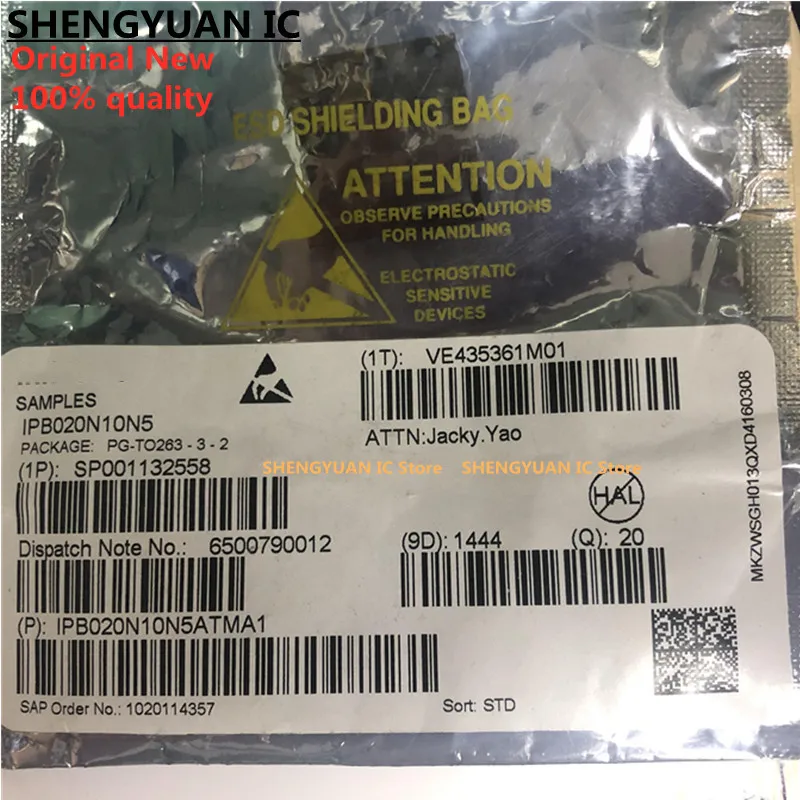 SHENGYUAN IC
Original New
100% quality
ESD SHIELDING BAG
ATTENTION
OBSERVE PRECAUTIONS
FOR HANDLING
ELECTROSTATIC
SENSITIVE
DEVICES
(1T): VE435361M01
SAMPLES
IPB020N10N5
ATTN:Jacky.Yao
PACKAGE: PG-TO263 - 3 - 2
(1P): SP001132558
SHENGYUAN IC Store SHENGYUAN IC Store
HAL
Dispatch Note No.: 6500790012
(9D): 1444
(Q): 20
(P): IPB020N10N5ATMA1
SAP Order No.: 1020114357
Sort: STD
MKZWSGH013QXD4160308